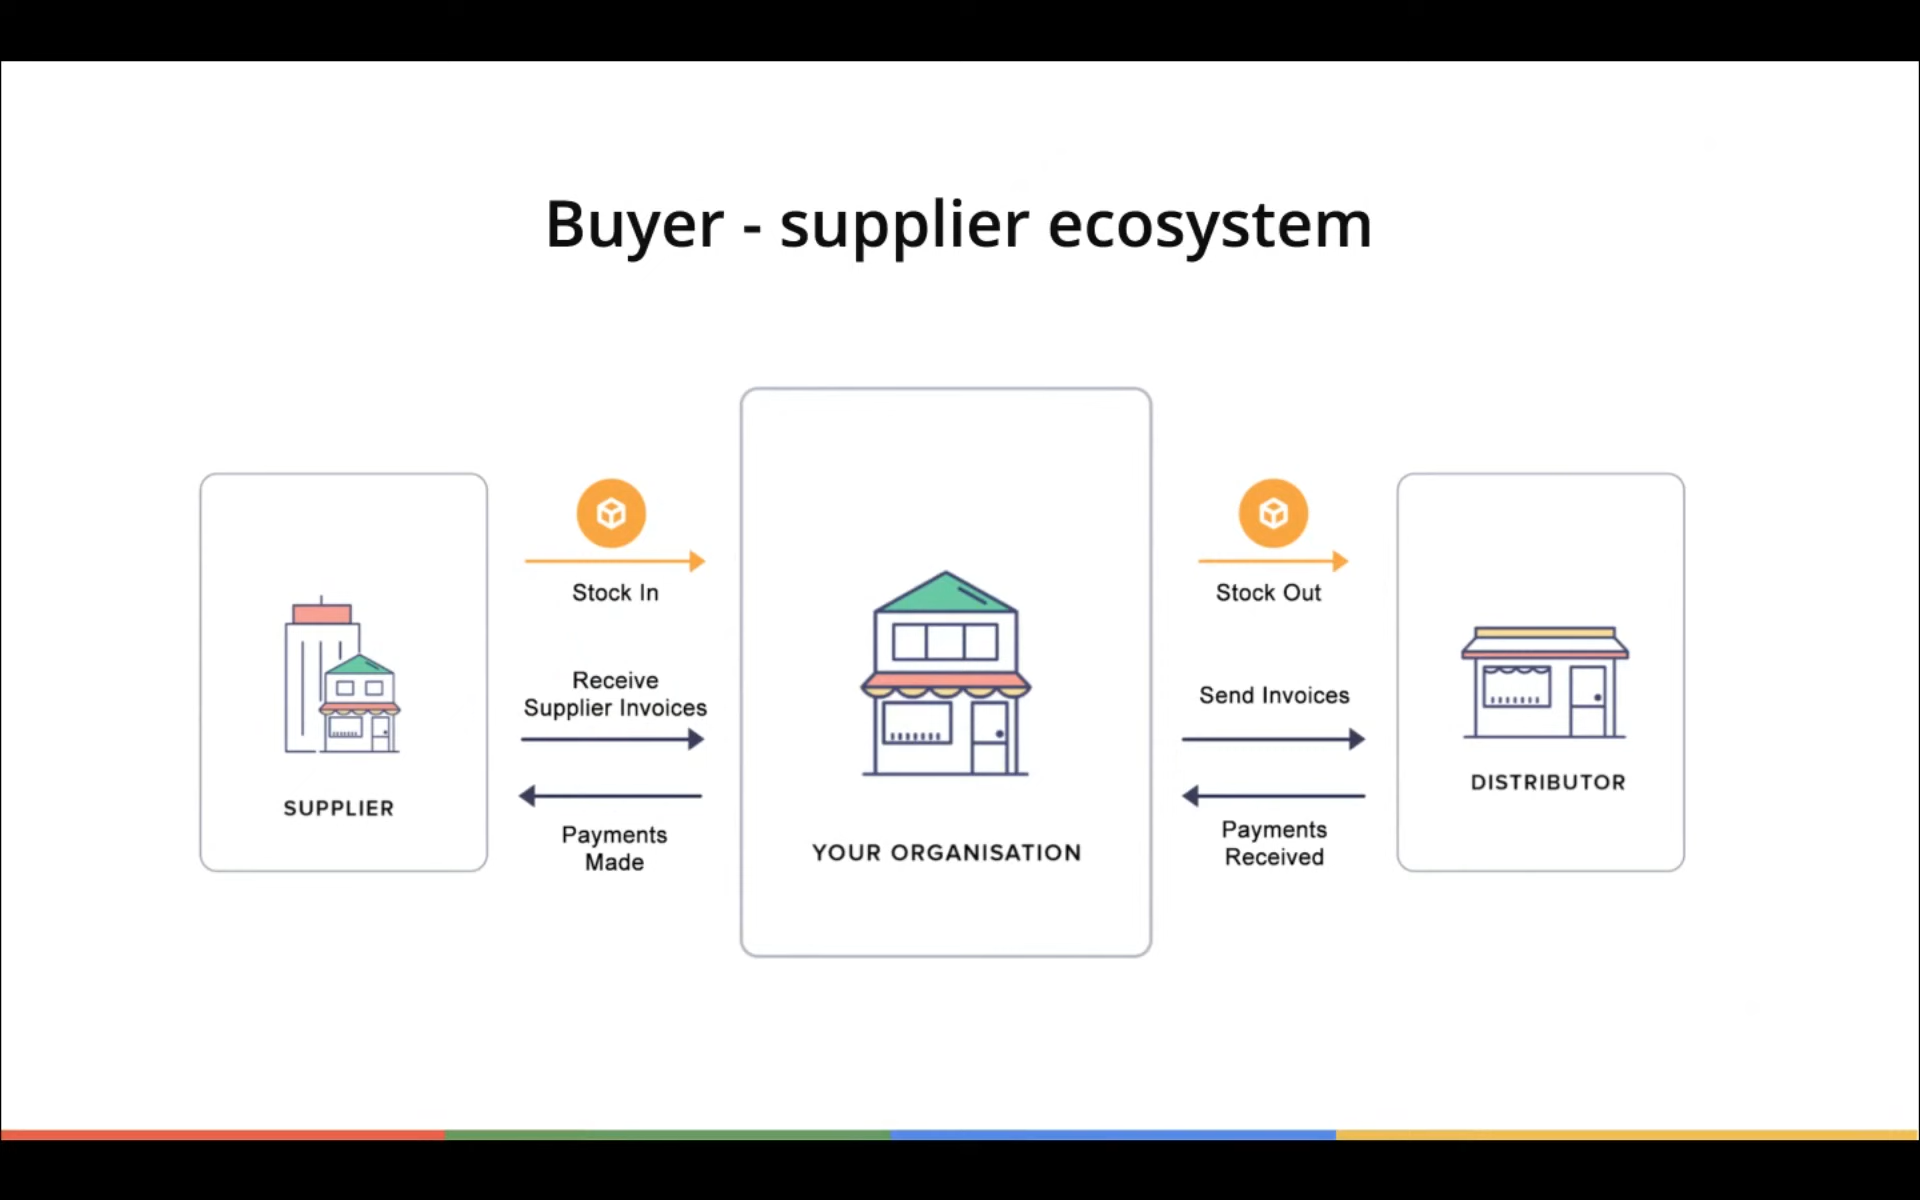 Buyer - supplier ecosystem
Stock In
Receive
Supplier Invoices
Payments
Made
SUPPLIER
YOUR ORGANISATION
Stock Out
Send Invoices
Payments
Received
DISTRIBUTOR